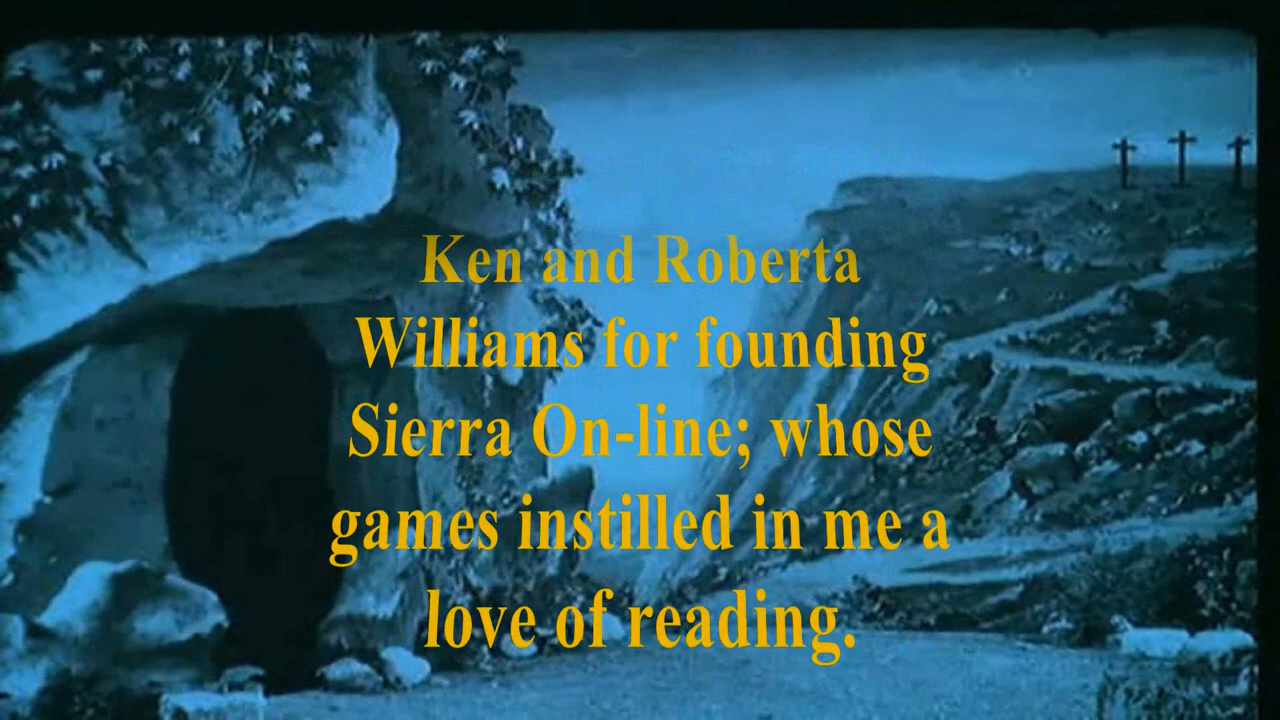 Ken and Roberta
Williams for founding
Sierra On-line; whose
games instilled in me a
love of reading.